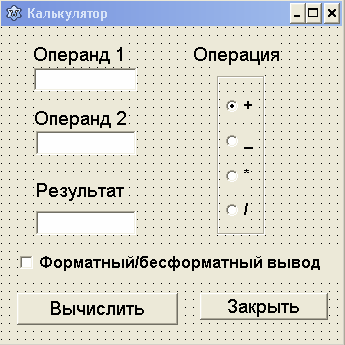 Калькулятор
Операнд 1
Операция
+
Операнд 2
_
*
Результат
/
Форматный/бесформатный вывод
Вычислить
Закрыть